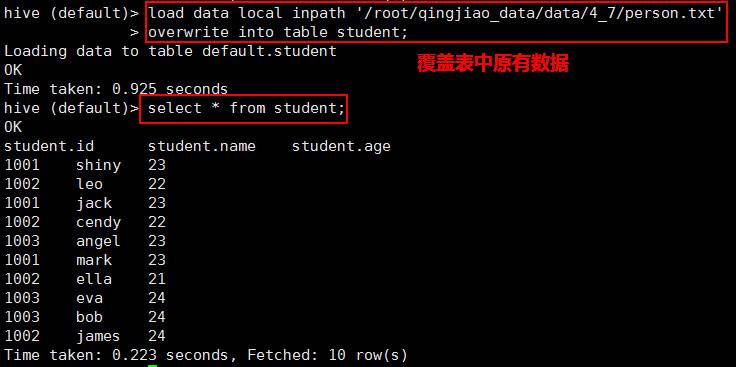 hive (default)> load data local inpath '/root/qingjiao_data/data/4_7/person.txt'
> overwrite into table student;
Loading data to table default.student
覆盖表中原有数据
OK
Time taken: 0.925 seconds
hive (default)> select * from student;
OK
student.id student.name student.age
1001 shiny 23
1002 leo 22
1001 jack 23
1002 cendy 22
1003 angel 23
1001 mark 23
1002 ella 21
1003 eva 24
1003 bob 24
1002 james 24
Time taken: 0.223 seconds, Fetched: 10 row(s)